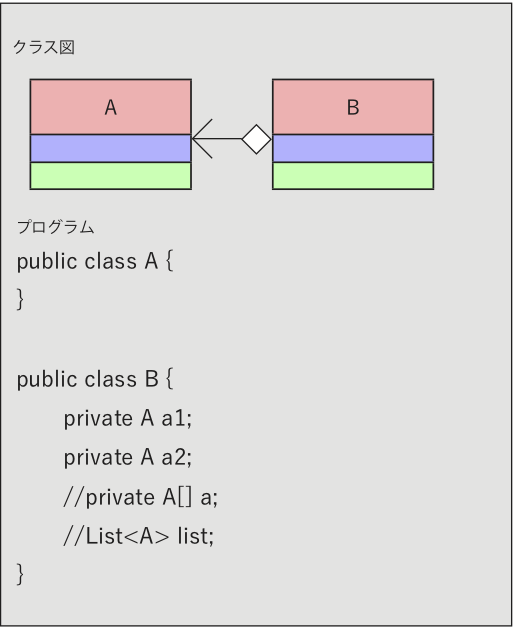 クラス図
A
B
プログラム
public class A {
}
public class B {
private A a1;
private A a2;
//private A[] a;
//List<A> list;
}